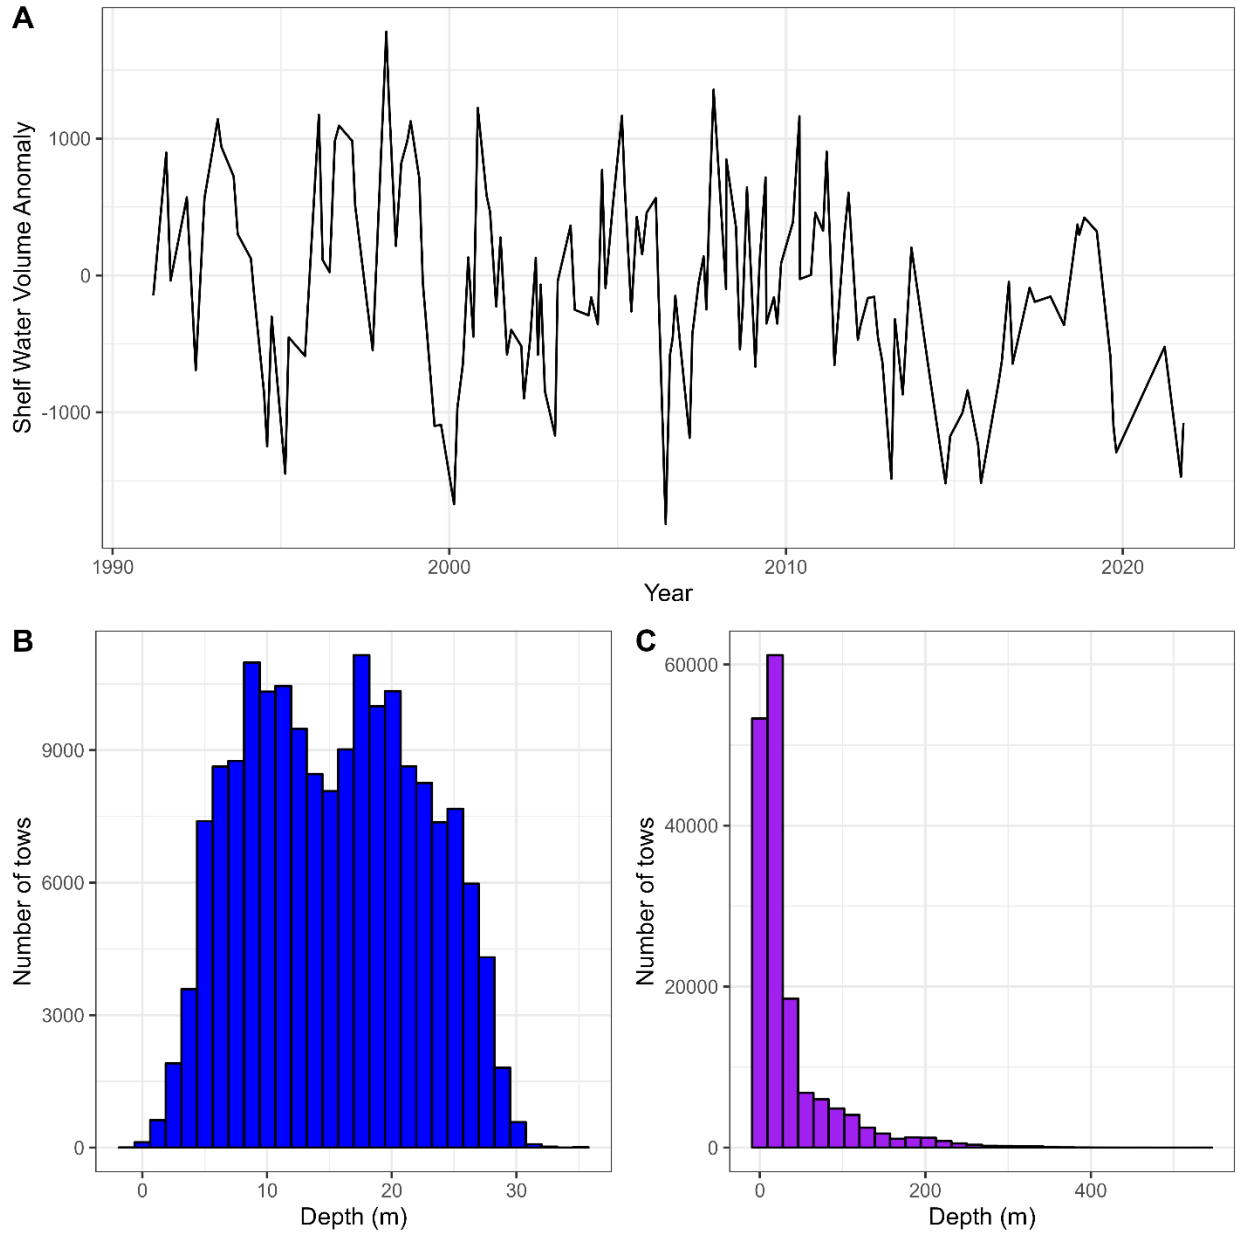 A
Shelf Water Volume Anomaly
1000
0
-1000
1990 2000 2010 2020
Year
B
Number of tows
9000
6000
3000
0
0 10 20 30
Depth (m)
C
Number of tows
60000
40000
20000
0
0 200 400
Depth (m)